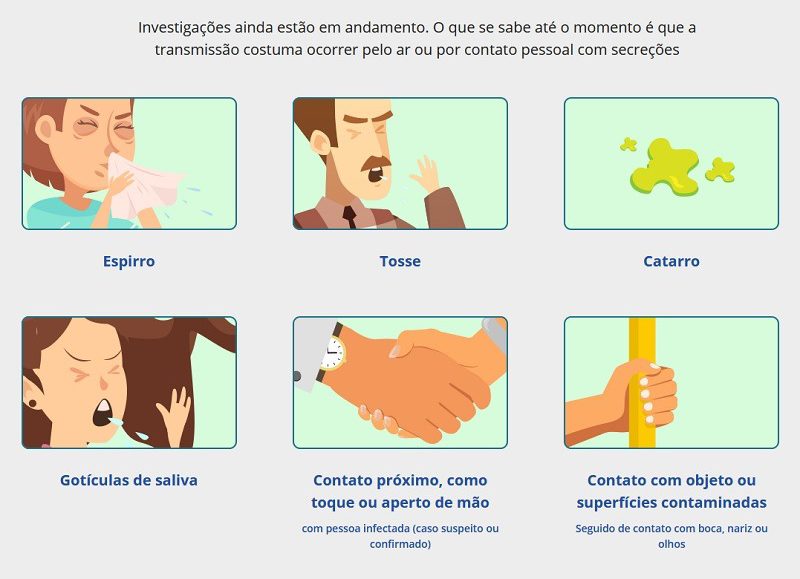 Investigações ainda estão em andamento. O que se sabe até o momento é que a
transmissão costuma ocorrer pelo ar ou por contato pessoal com secreções
Espirro
Tosse
Catarro
Gotículas de saliva
Contato próximo, como
toque ou aperto de mão
com pessoa infectada (caso suspeito ou
confirmado)
Contato com objeto ou
superfícies contaminadas
Seguido de contato com boca, nariz ou
olhos